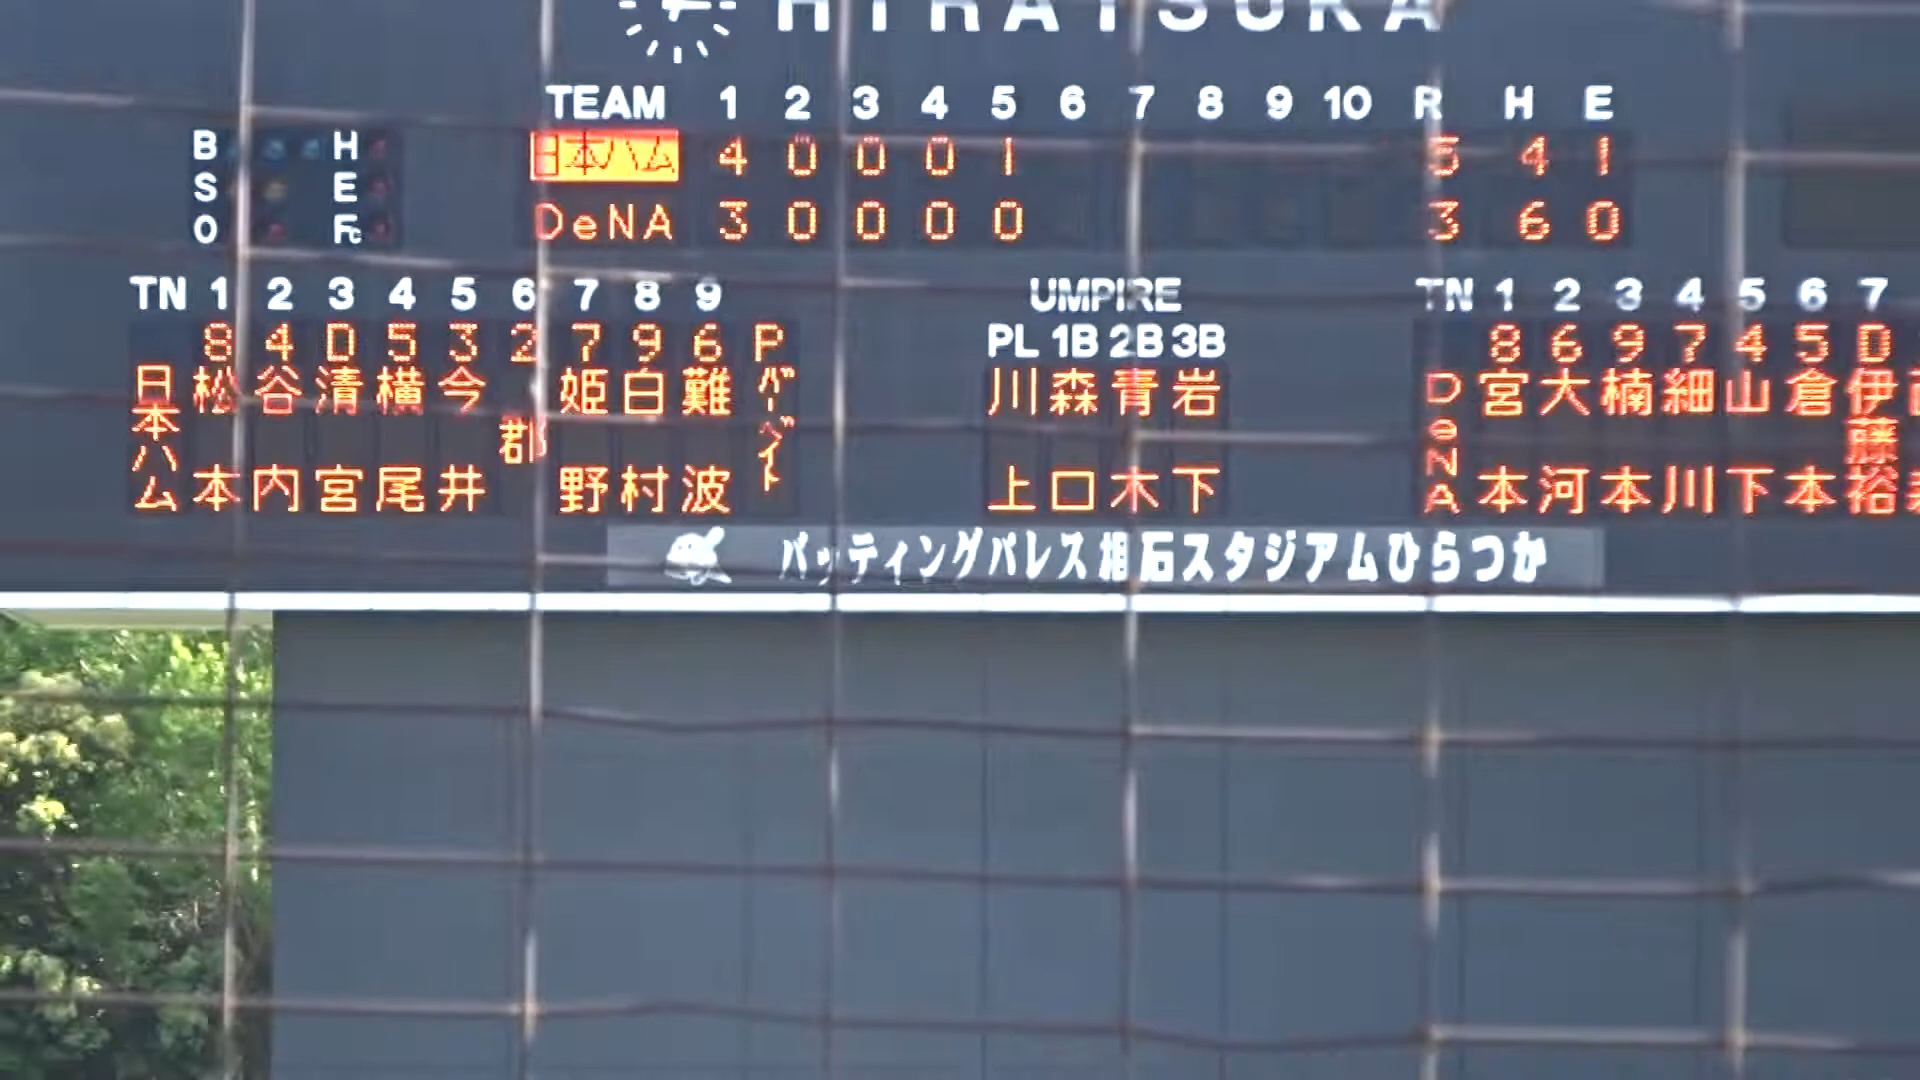 HIRATSUKA
TEAM 1 2 3 4 5 6 7 8 9 10 R H E
B H 日本ハム 4 0 0 0 1 5 4 1
S E
O Fc DeNA 3 0 0 0 0 3 6 0
TN 1 2 3 4 5 6 7 8 9 UMPIRE TN 1 2 3 4 5 6 7
8 4 D 5 3 2 7 9 6 P PL 1B 2B 3B 8 6 9 7 4 5 D
日本ハム 松本 谷内 清宮 横尾 今井 郡 姫野 白村 難波 バーベイト 川上 森口 青木 岩下 DeNA 宮本 大河 楠本 細川 山下 倉本 伊藤裕
バッティングパレス相石スタジアムひらつか